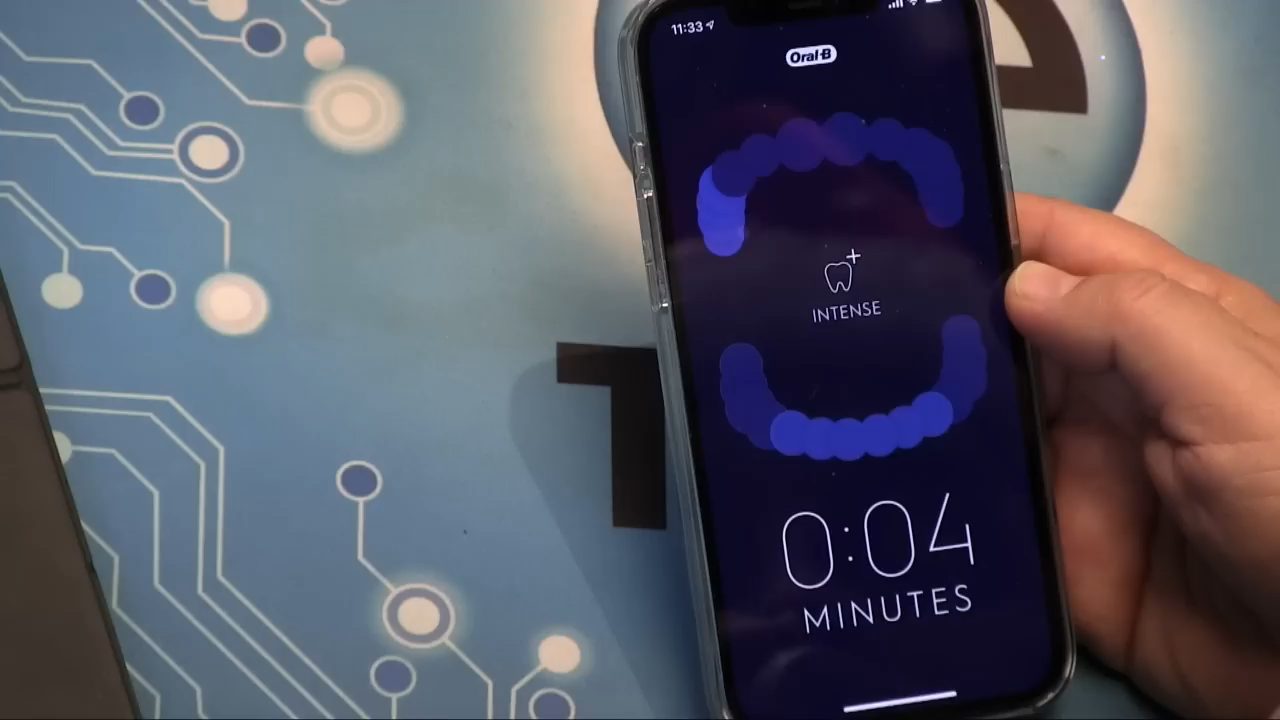 11:33
Oral-B
INTENSE
0:04
MINUTES
T